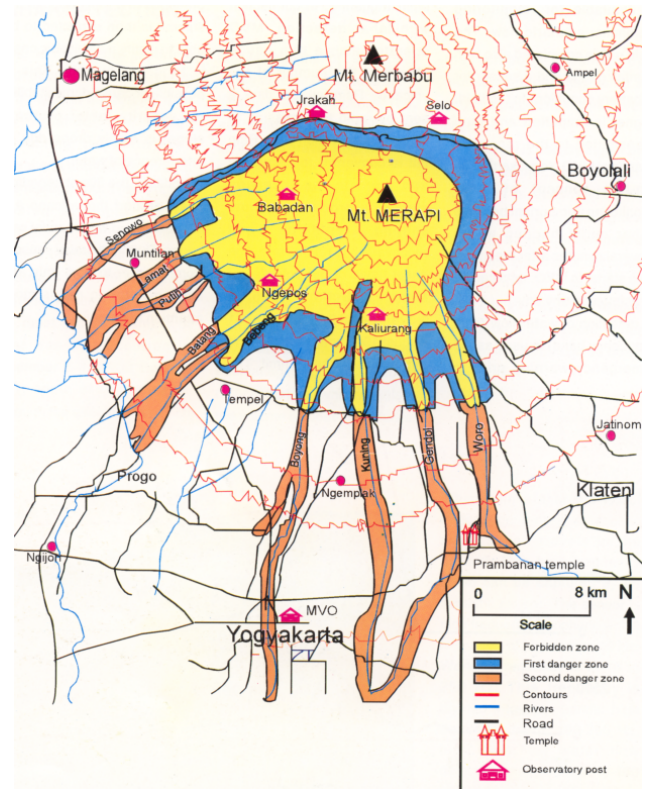 Mt. Merbabu
Magelang
Ampel
Jrakah
Selo
Boyolali
Babadan
Mt. MERAPI
Senowo
Muntilan
Lamat
Putih
Ngepos
Bebeng
Kaliurang
Batang
Tempel
Jatinom
Boyong
Kuning
Gendol
Woro
Progo
Ngemplak
Klaten
Ngijon
Prambanan temple
MVO
Yogyakarta
0 8 km
N
Scale
Forbidden zone
First danger zone
Second danger zone
Contours
Rivers
Road
Temple
Observatory post